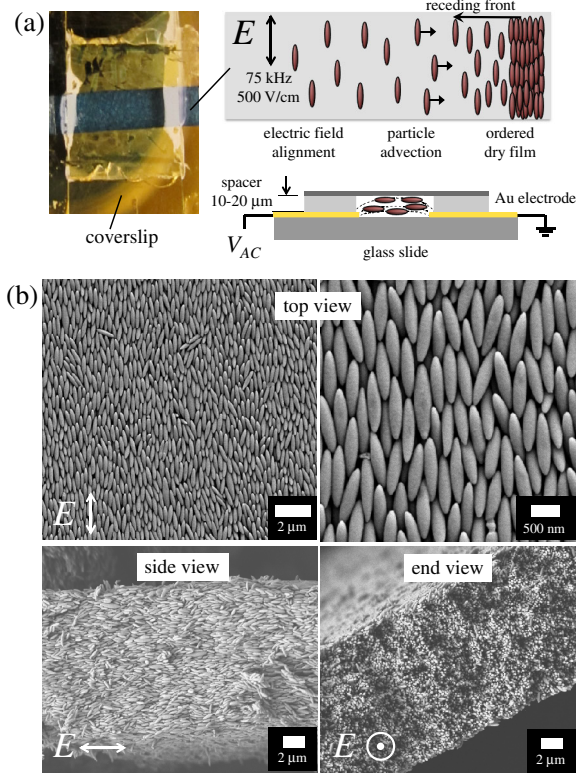 (a)
receding front
E
75 kHz
500 V/cm
electric field
alignment
particle
advection
ordered
dry film
spacer
10-20 μm
Au electrode
coverslip
V_AC
glass slide
(b)
top view
E
2 μm
500 nm
side view
end view
E
2 μm
E
2 μm